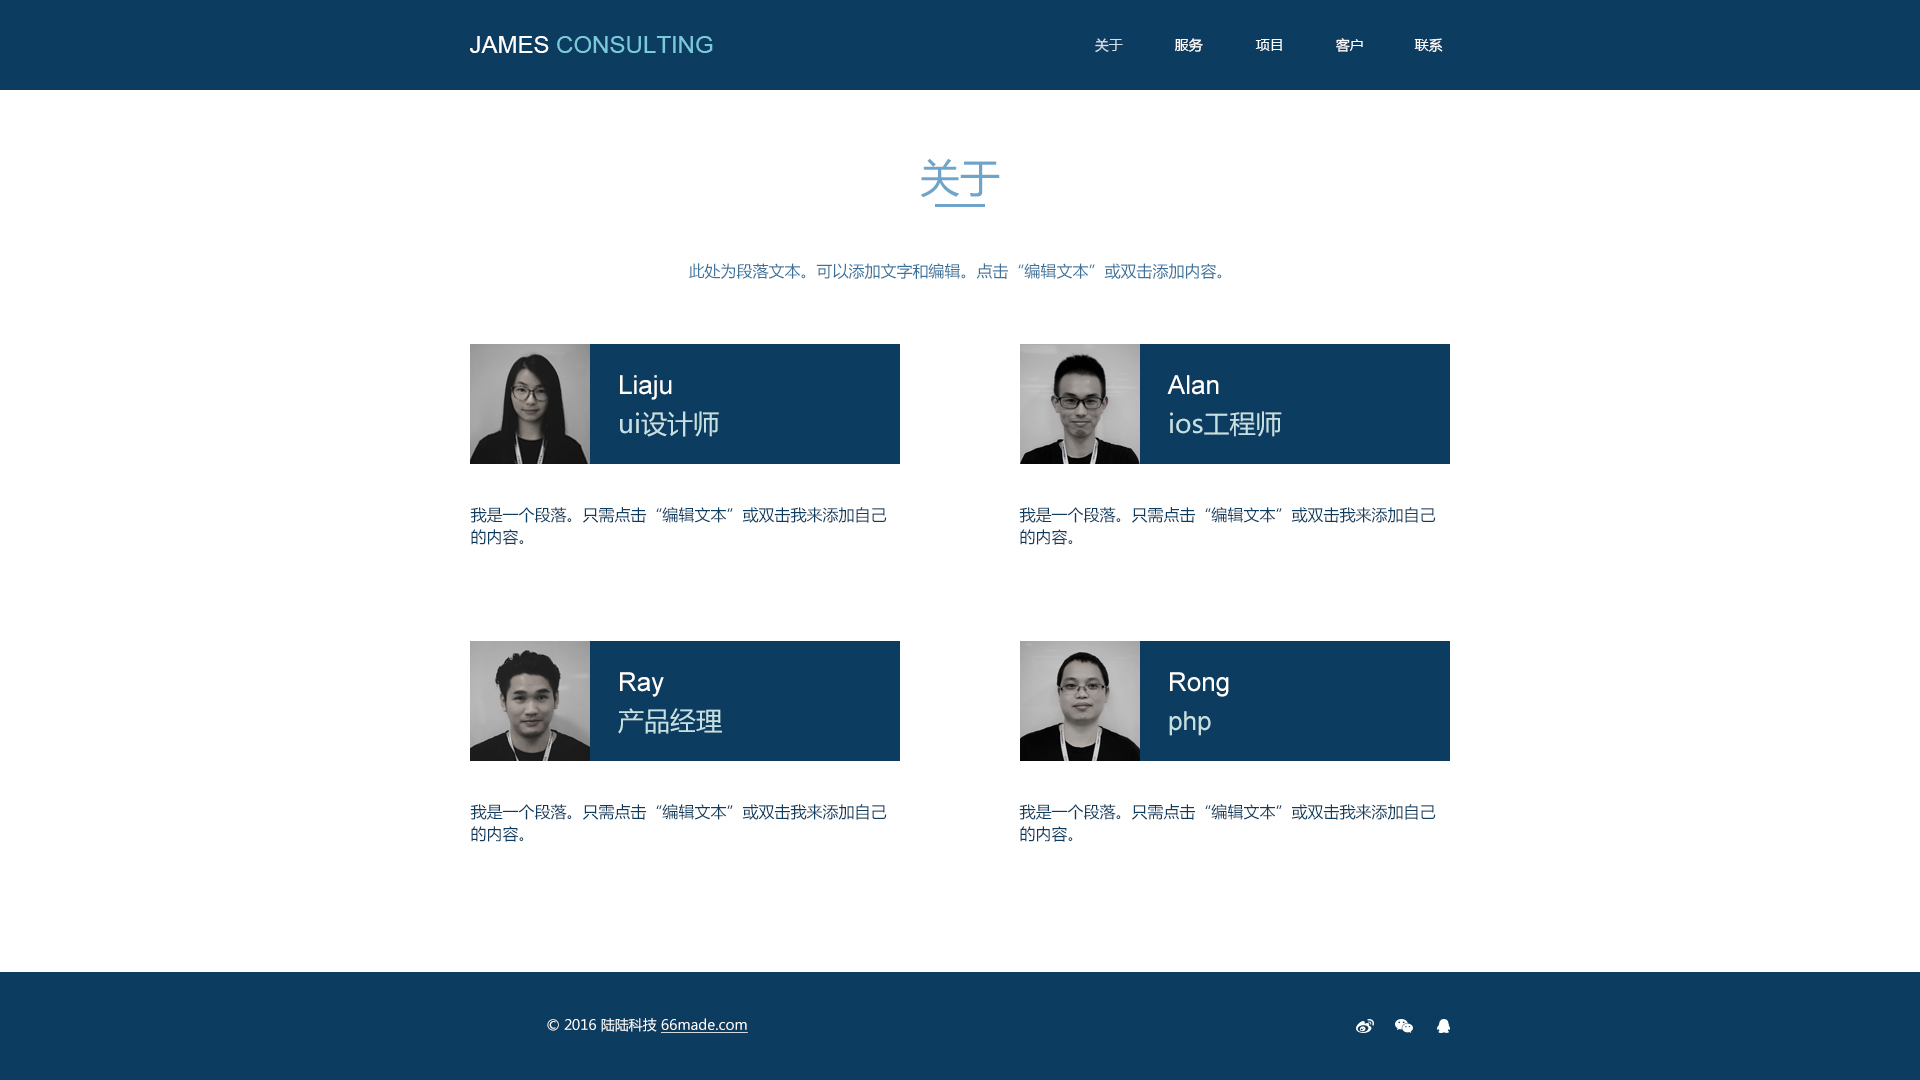 JAMES CONSULTING
关于 服务 项目 客户 联系
关于
此处为段落文本。可以添加文字和编辑。点击“编辑文本”或双击添加内容。
Liaju
ui设计师
我是一个段落。只需点击“编辑文本”或双击我来添加自己
的内容。
Alan
ios工程师
我是一个段落。只需点击“编辑文本”或双击我来添加自己
的内容。
Ray
产品经理
我是一个段落。只需点击“编辑文本”或双击我来添加自己
的内容。
Rong
php
我是一个段落。只需点击“编辑文本”或双击我来添加自己
的内容。
© 2016 陆陆科技 66made.com